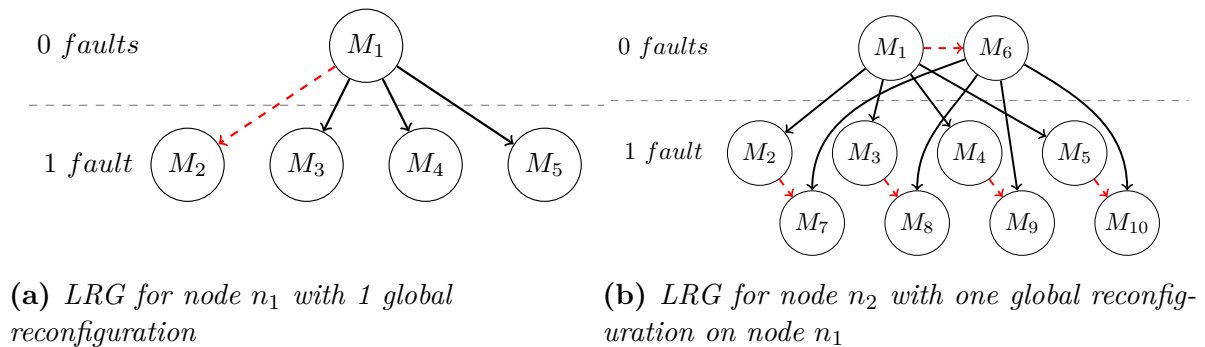 0 faults
M1
1 fault
M2
M3
M4
M5
(a) LRG for node n1 with 1 global
reconfiguration
0 faults
M1
M6
1 fault
M2
M3
M4
M5
M7
M8
M9
M10
(b) LRG for node n2 with one global reconfig-
uration on node n1